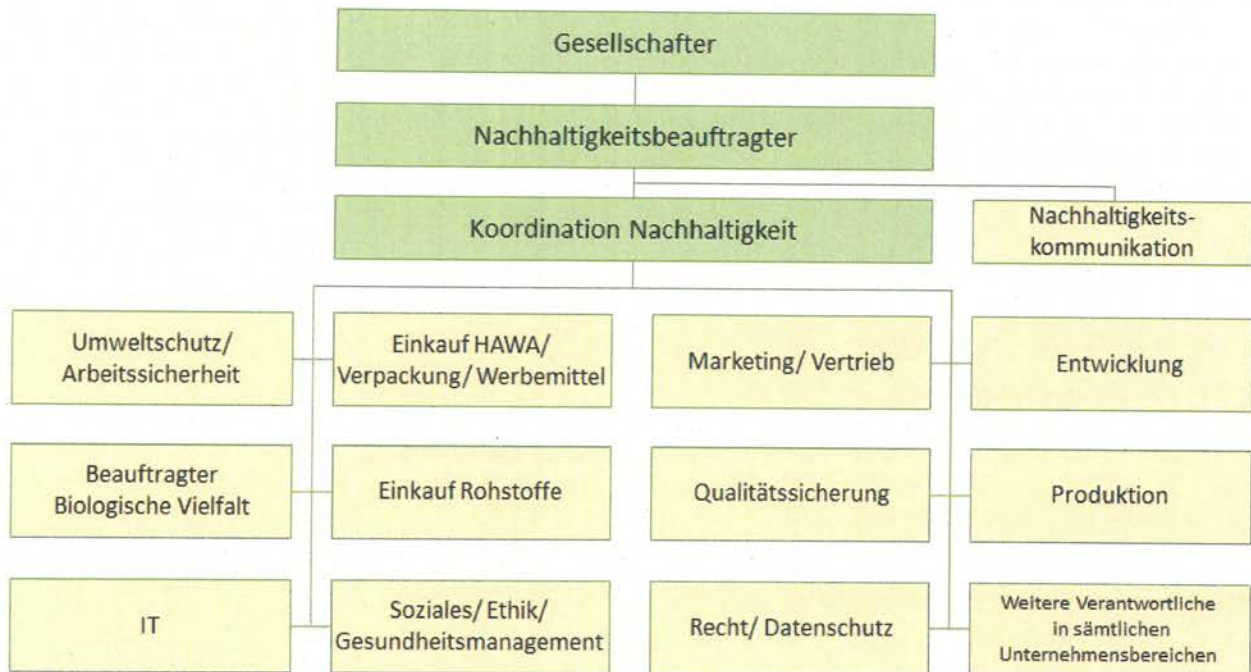 Gesellschafter
Nachhaltigkeitsbeauftragter
Koordination Nachhaltigkeit
Nachhaltigkeits-
kommunikation
Umweltschutz/
Arbeitssicherheit
Einkauf HAWA/
Verpackung/ Werbemittel
Marketing/ Vertrieb
Entwicklung
Beauftragter
Biologische Vielfalt
Einkauf Rohstoffe
Qualitätssicherung
Produktion
IT
Soziales/ Ethik/
Gesundheitsmanagement
Recht/ Datenschutz
Weitere Verantwortliche
in sämtlichen
Unternehmensbereichen